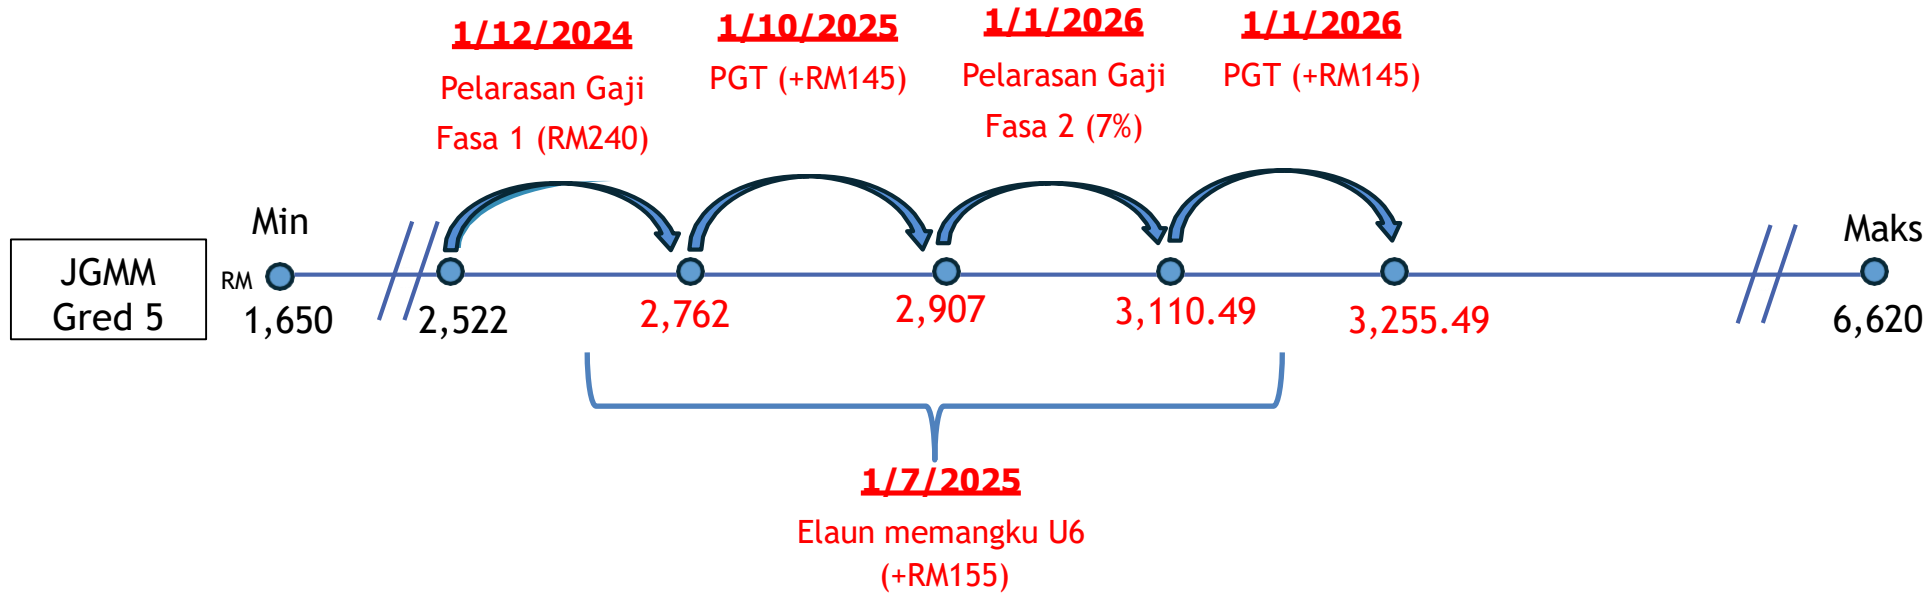 1/12/2024
Pelarasan Gaji
Fasa 1 (RM240)
1/10/2025
PGT (+RM145)
1/1/2026
Pelarasan Gaji
Fasa 2 (7%)
1/1/2026
PGT (+RM145)
JGMM
Gred 5
Min
RM
1,650
2,522
2,762
2,907
3,110.49
3,255.49
Maks
6,620
1/7/2025
Elaun memangku U6
(+RM155)